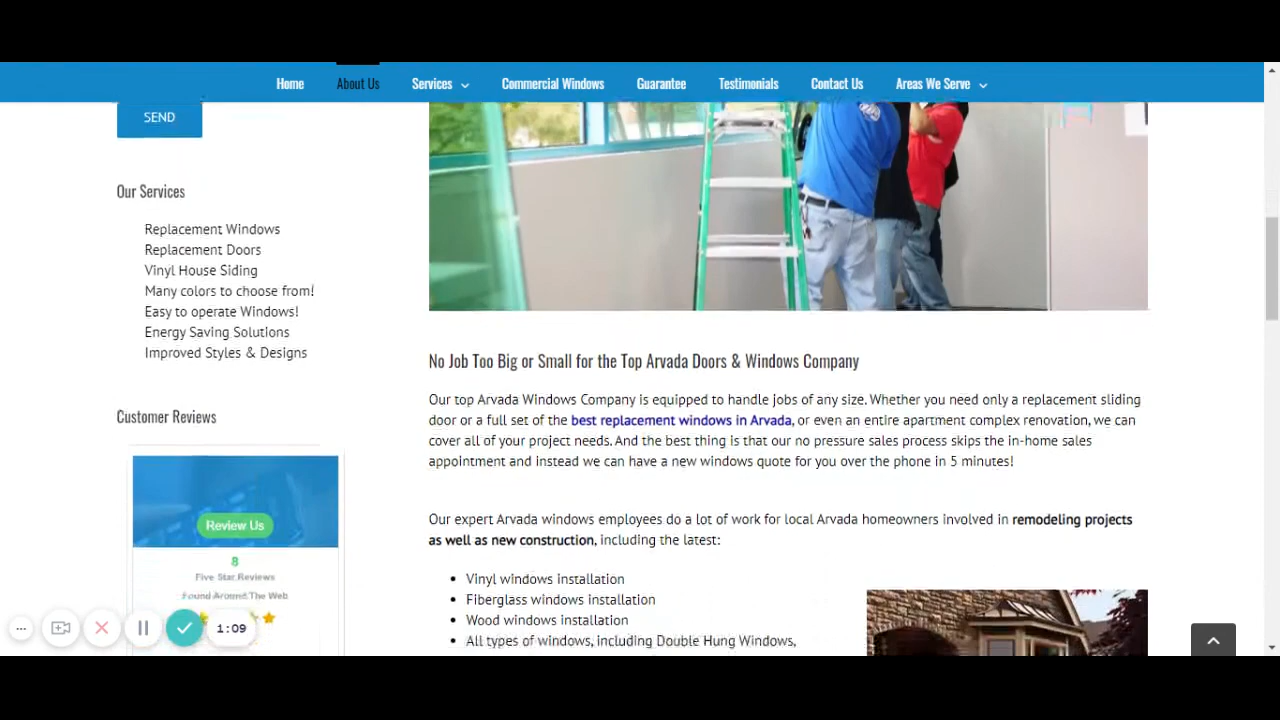 Home About Us Services Commercial Windows Guarantee Testimonials Contact Us Areas We Serve
SEND
Our Services
Replacement Windows
Replacement Doors
Vinyl House Siding
Many colors to choose from!
Easy to operate Windows!
Energy Saving Solutions
Improved Styles & Designs
Customer Reviews
Review Us
8
Five Star Reviews
Found Around The Web
1:09
No Job Too Big or Small for the Top Arvada Doors & Windows Company
Our top Arvada Windows Company is equipped to handle jobs of any size. Whether you need only a replacement sliding
door or a full set of the best replacement windows in Arvada, or even an entire apartment complex renovation, we can
cover all of your project needs. And the best thing is that our no pressure sales process skips the in-home sales
appointment and instead we can have a new windows quote for you over the phone in 5 minutes!
Our expert Arvada windows employees do a lot of work for local Arvada homeowners involved in remodeling projects
as well as new construction, including the latest:
• Vinyl windows installation
• Fiberglass windows installation
• Wood windows installation
• All types of windows, including Double Hung Windows,